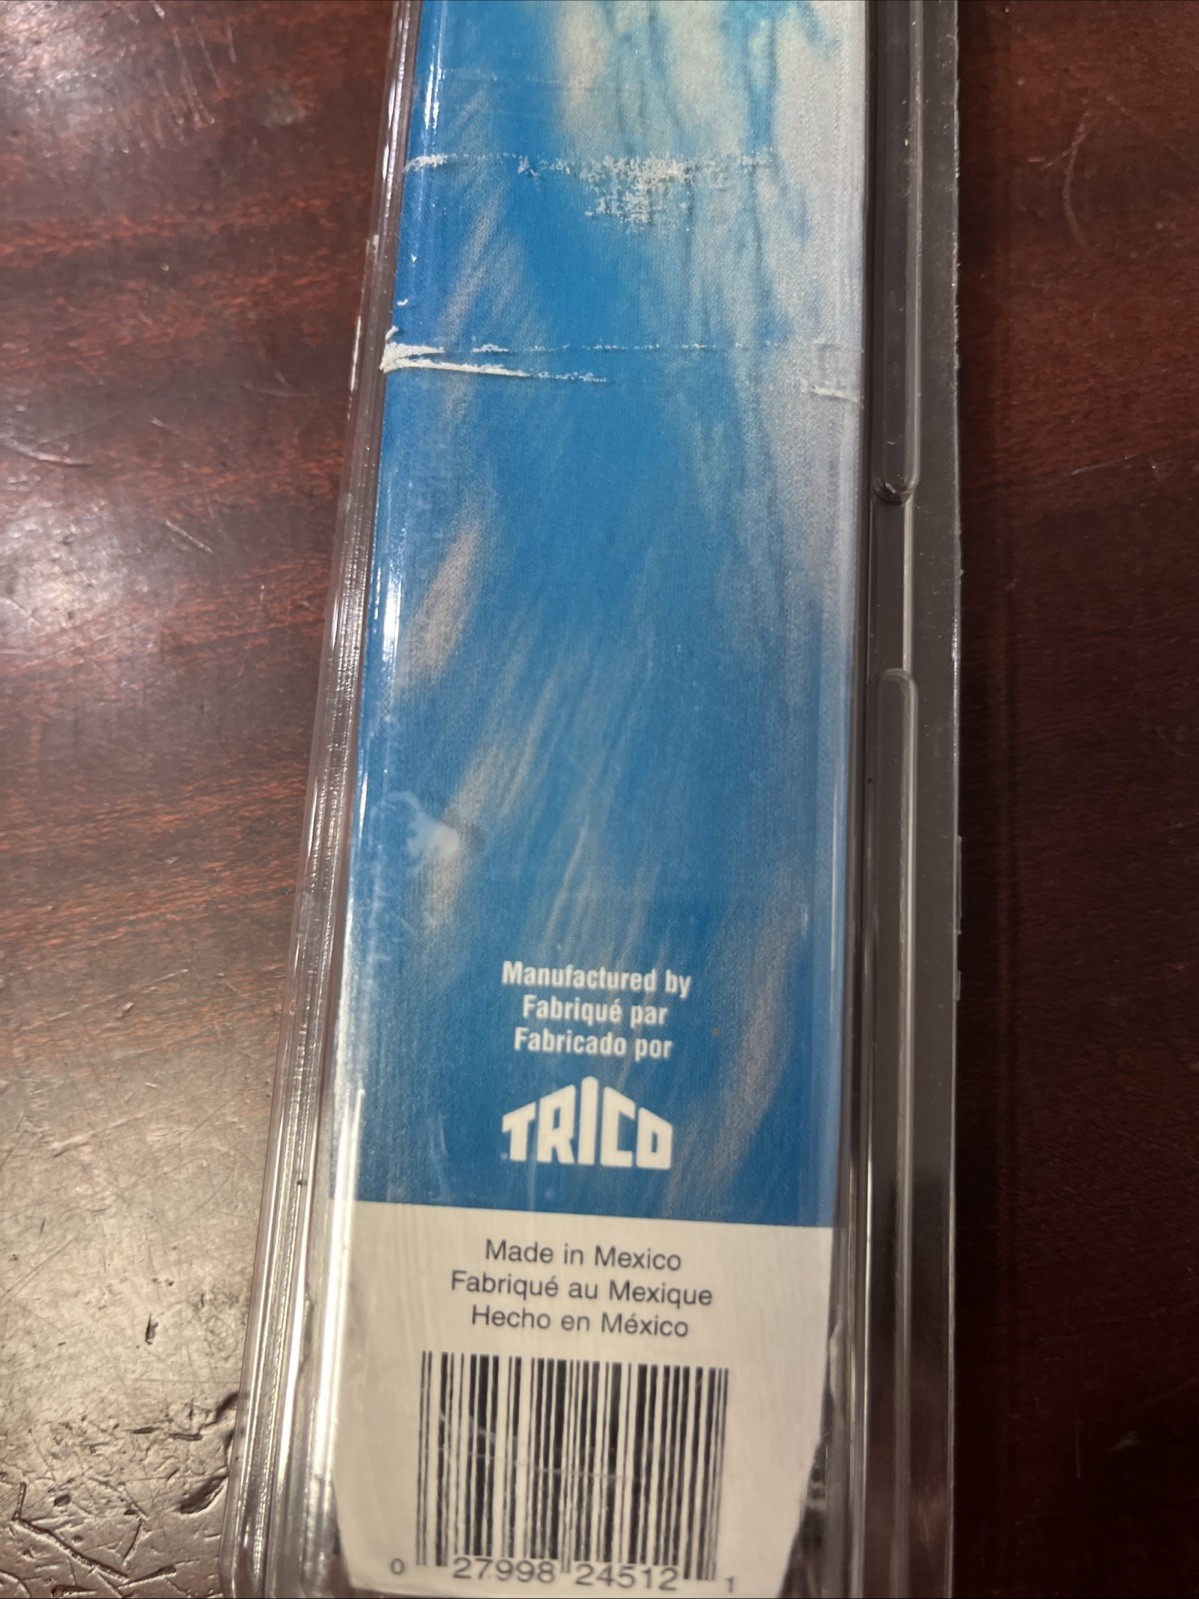 Manufactured by
Fabriqué par
Fabricado por
TRICO
Made in Mexico
Fabriqué au Mexique
Hecho en México
0 27998 24512 1